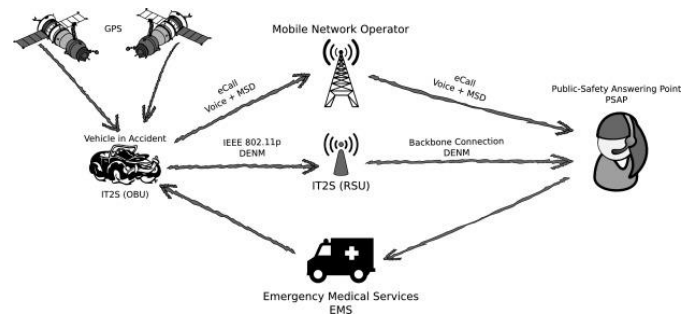 GPS
Mobile Network Operator
eCall
Voice + MSD
eCall
Voice + MSD
Public-Safety Answering Point
PSAP
Vehicle in Accident
IEEE 802.11p
DENM
Backbone Connection
DENM
IT2S (OBU)
IT2S (RSU)
Emergency Medical Services
EMS